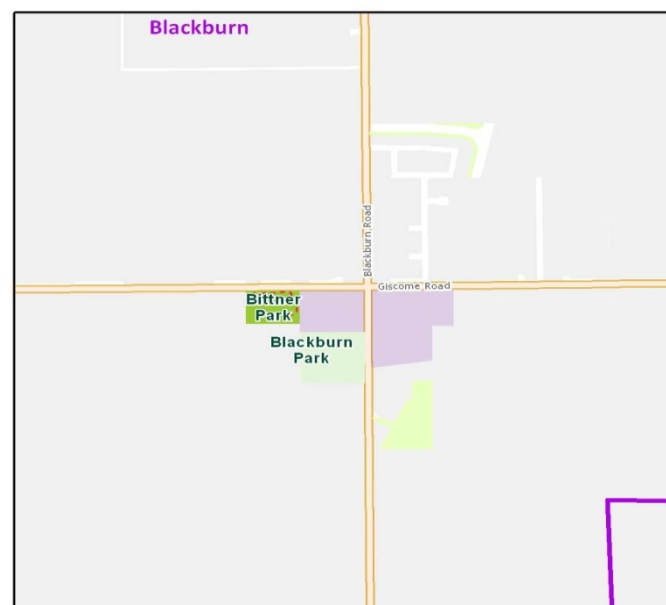 Blackburn
Blackburn Road
Giscome Road
Bittner
Park
Blackburn
Park